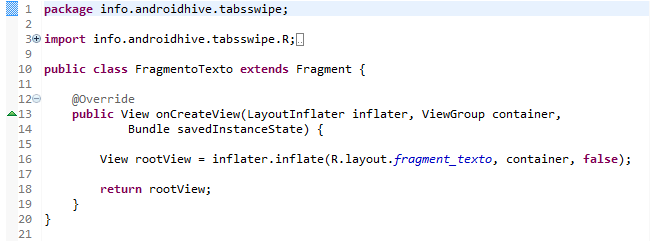 1 package info.androidhive.tabsswipe;
2
3 import info.androidhive.tabsswipe.R;
9
10 public class FragmentoTexto extends Fragment {
11
12     @Override
13     public View onCreateView(LayoutInflater inflater, ViewGroup container,
14             Bundle savedInstanceState) {
15
16         View rootView = inflater.inflate(R.layout.fragment_texto, container, false);
17
18         return rootView;
19     }
20 }
21